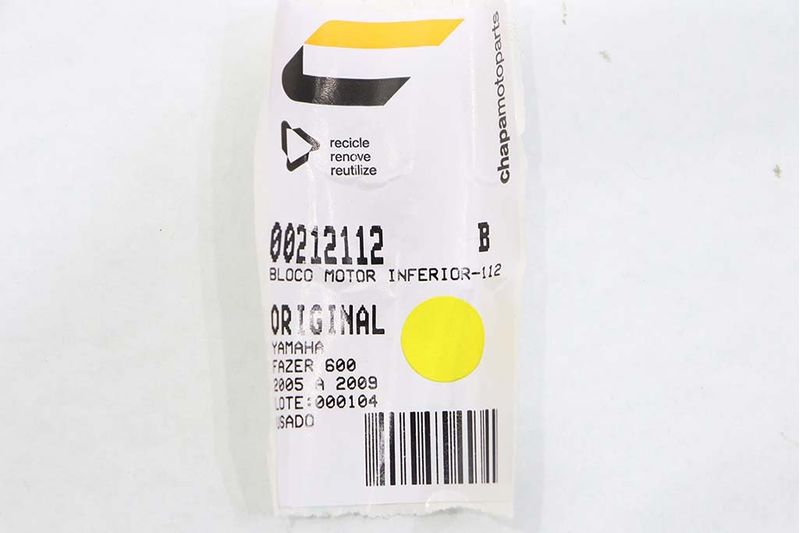 chapamotoparts
recicle
renove
reutilize
00212112 B
BLOCO MOTOR INFERIOR-112
ORIGINAL
YAMAHA
FAZER 600
2005 A 2009
LOTE:000104
USADO